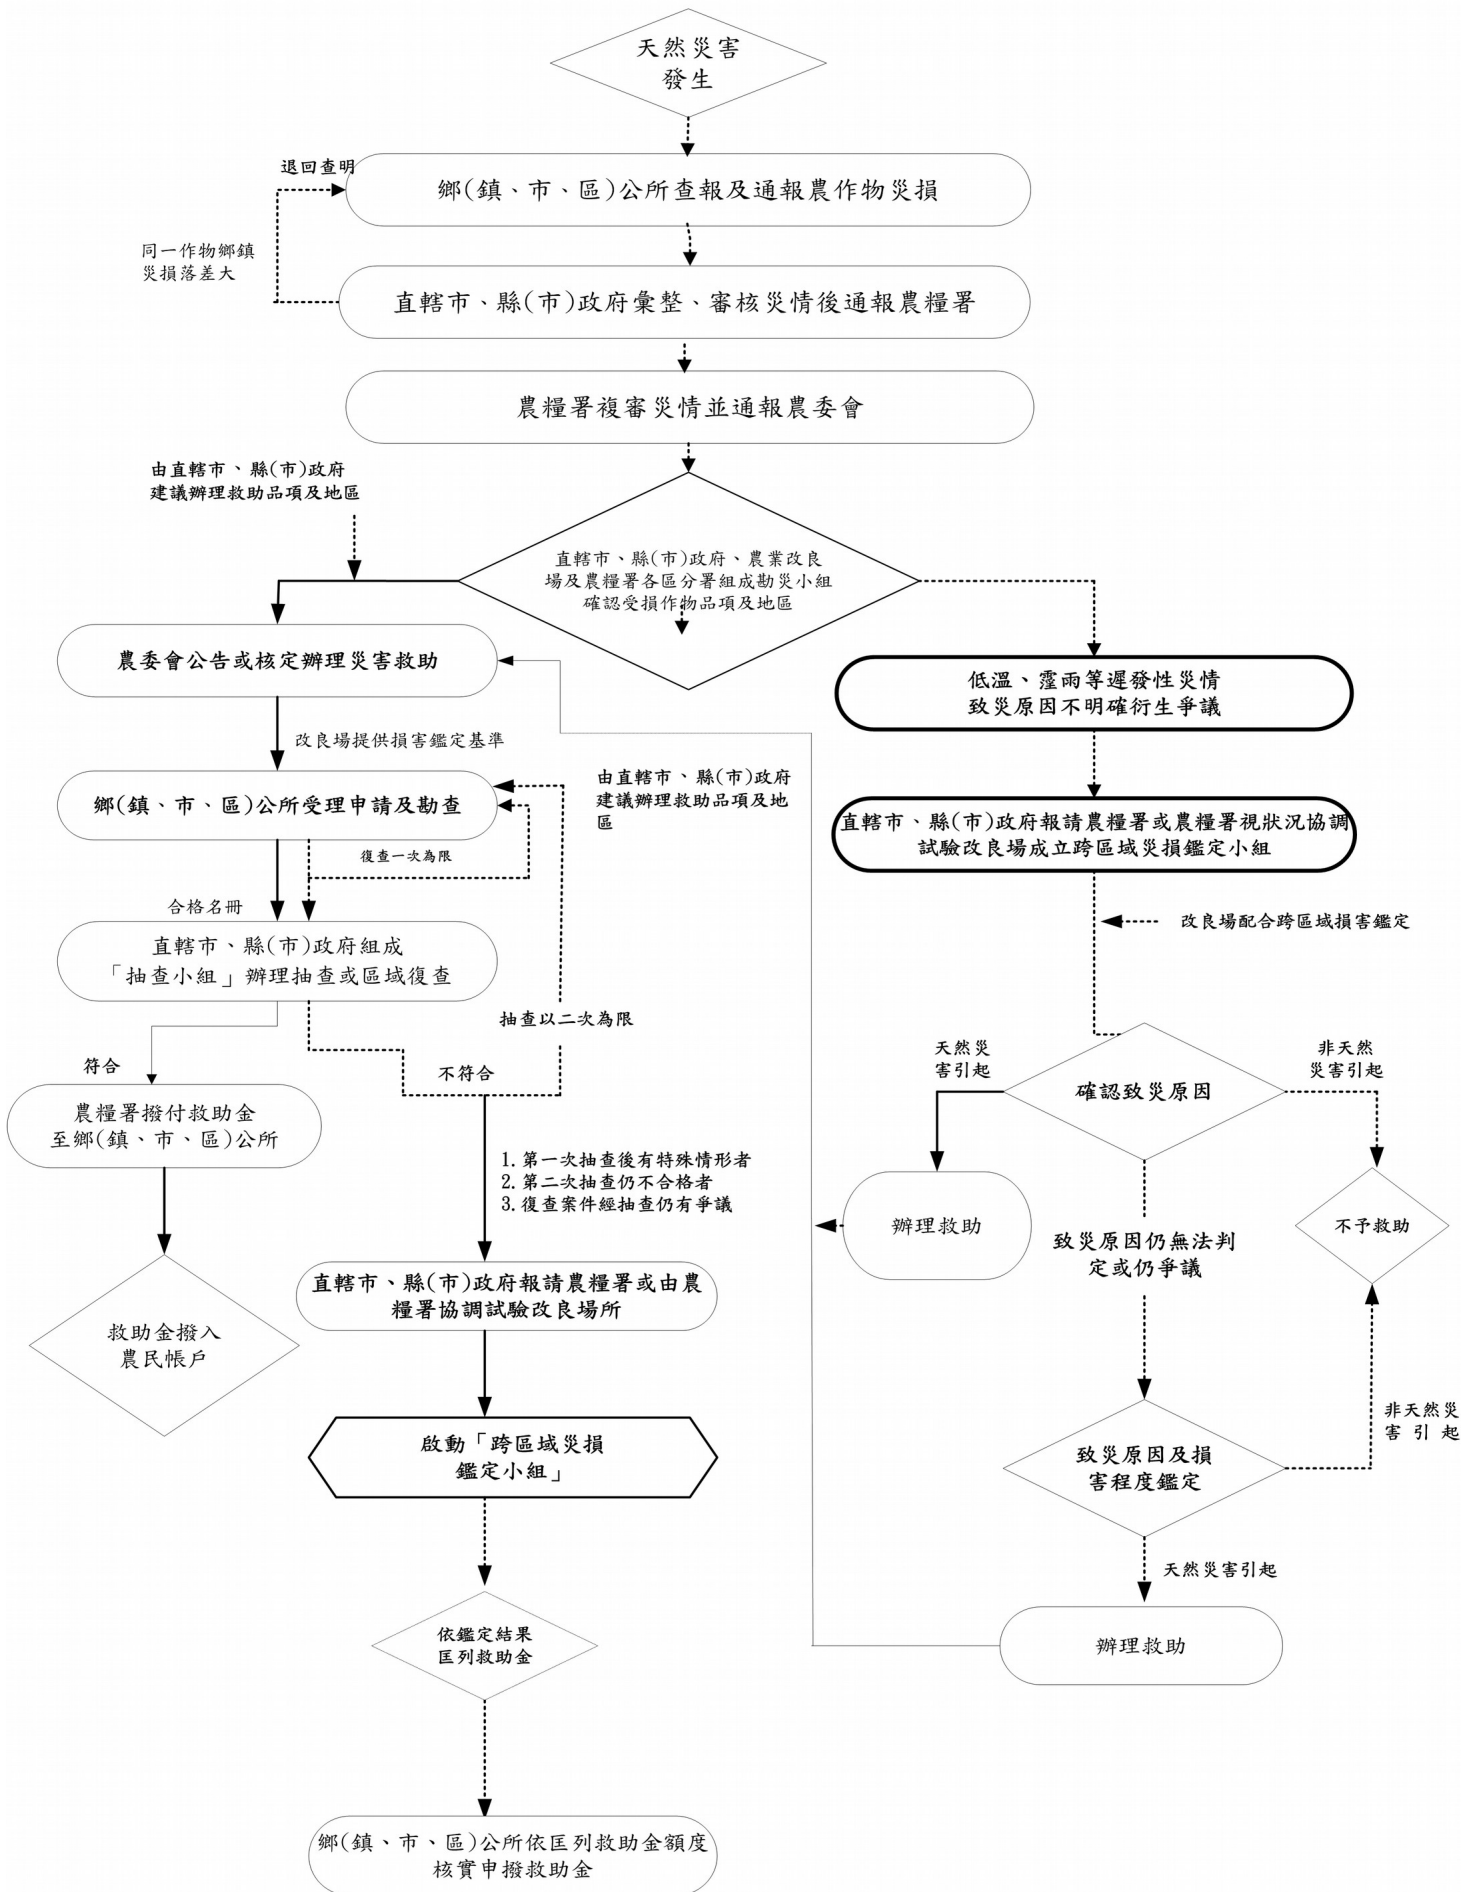 天然災害
發生
退回查明
鄉(鎮、市、區)公所查報及通報農作物災損
同一作物鄉鎮
災損落差大
直轄市、縣(市)政府彙整、審核災情後通報農糧署
農糧署複審災情並通報農委會
由直轄市、縣(市)政府
建議辦理救助品項及地區
直轄市、縣(市)政府、農業改良
場及農糧署各區分署組成勘災小組
確認受損作物品項及地區
農委會公告或核定辦理災害救助
低溫、霪雨等遲發性災情
致災原因不明確衍生爭議
改良場提供損害鑑定基準
鄉(鎮、市、區)公所受理申請及勘查
由直轄市、縣(市)政府
建議辦理救助品項及地
區
直轄市、縣(市)政府報請農糧署或農糧署視狀況協調
試驗改良場成立跨區域災損鑑定小組
復查一次為限
合格名冊
改良場配合跨區域損害鑑定
直轄市、縣(市)政府組成
「抽查小組」辦理抽查或區域復查
抽查以二次為限
符合
不符合
天然災
害引起
非天然
災害引起
確認致災原因
農糧署撥付救助金
至鄉(鎮、市、區)公所
1.第一次抽查後有特殊情形者
2.第二次抽查仍不合格者
3.復查案件經抽查仍有爭議
辦理救助
致災原因仍無法判
定或仍爭議
不予救助
直轄市、縣(市)政府報請農糧署或由農
糧署協調試驗改良場所
救助金撥入
農民帳戶
啟動「跨區域災損
鑑定小組」
致災原因及損
害程度鑑定
非天然災
害引起
天然災害引起
依鑑定結果
匡列救助金
辦理救助
鄉(鎮、市、區)公所依匡列救助金額度
核實申撥救助金